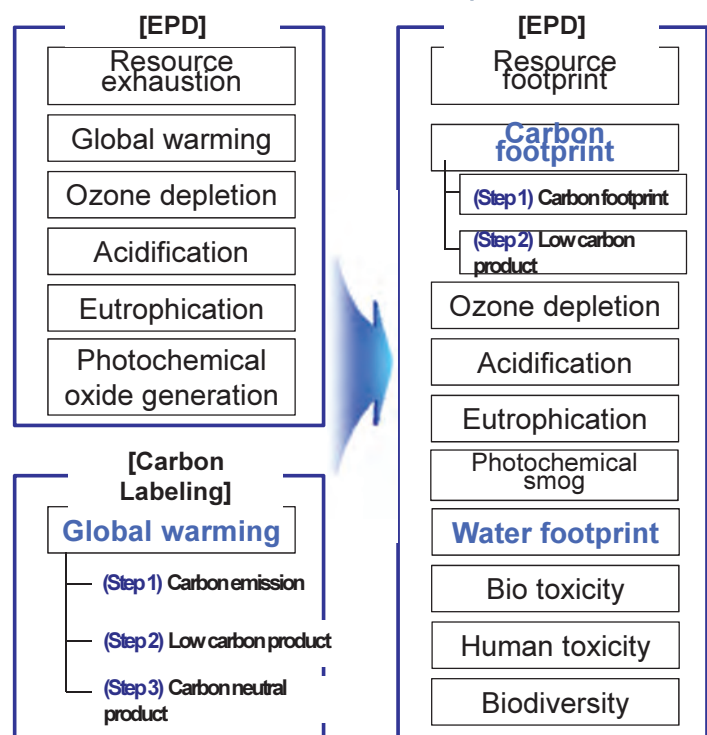 [EPD]
Resource
exhaustion
Global warming
Ozone depletion
Acidification
Eutrophication
Photochemical
oxide generation
[Carbon
Labeling]
Global warming
(Step 1) Carbon emission
(Step 2) Low carbon product
(Step 3) Carbon neutral
product
[EPD]
Resource
footprint
Carbon
footprint
(Step 1) Carbon footprint
(Step 2) Low carbon
product
Ozone depletion
Acidification
Eutrophication
Photochemical
smog
Water footprint
Bio toxicity
Human toxicity
Biodiversity